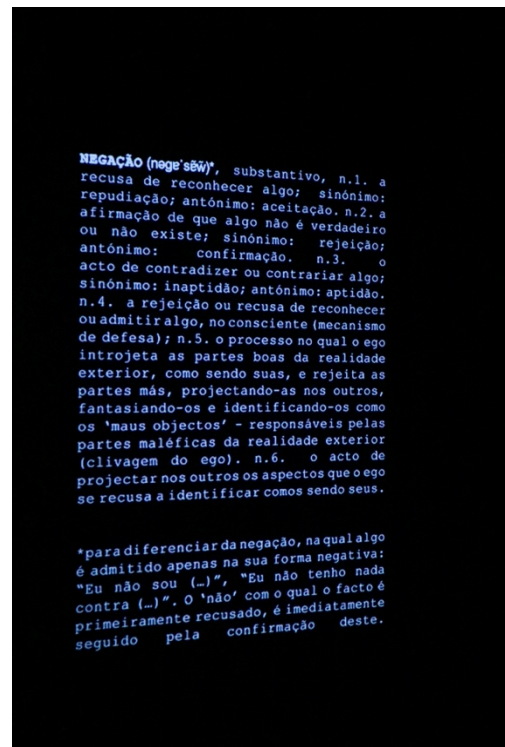 NEGAÇÃO (nəgɐˈsɐ̃w̃)*, substantivo, n.1. a
recusa de reconhecer algo; sinónimo:
repudiação; antónimo: aceitação. n.2. a
afirmação de que algo não é verdadeiro
ou não existe; sinónimo: rejeição;
antónimo: confirmação. n.3. o
acto de contradizer ou contrariar algo;
sinónimo: inaptidão; antónimo: aptidão.
n.4. a rejeição ou recusa de reconhecer
ou admitir algo, no consciente (mecanismo
de defesa); n.5. o processo no qual o ego
introjeta as partes boas da realidade
exterior, como sendo suas, e rejeita as
partes más, projectando-as nos outros,
fantasiando-os e identificando-os como
os 'maus objectos' - responsáveis pelas
partes maléficas da realidade exterior
(clivagem do ego). n.6. o acto de
projectar nos outros os aspectos que o ego
se recusa a identificar comos sendo seus.
*para diferenciar da negação, na qual algo
é admitido apenas na sua forma negativa:
"Eu não sou (…)", "Eu não tenho nada
contra (…)". O 'não' com o qual o facto é
primeiramente recusado, é imediatamente
seguido pela confirmação deste.